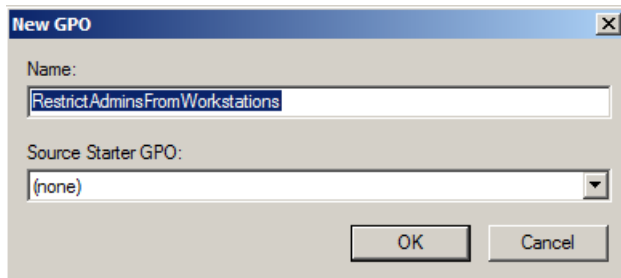 New GPO
Name:
RestrictAdminsFromWorkstations
Source Starter GPO:
(none)
OK
Cancel